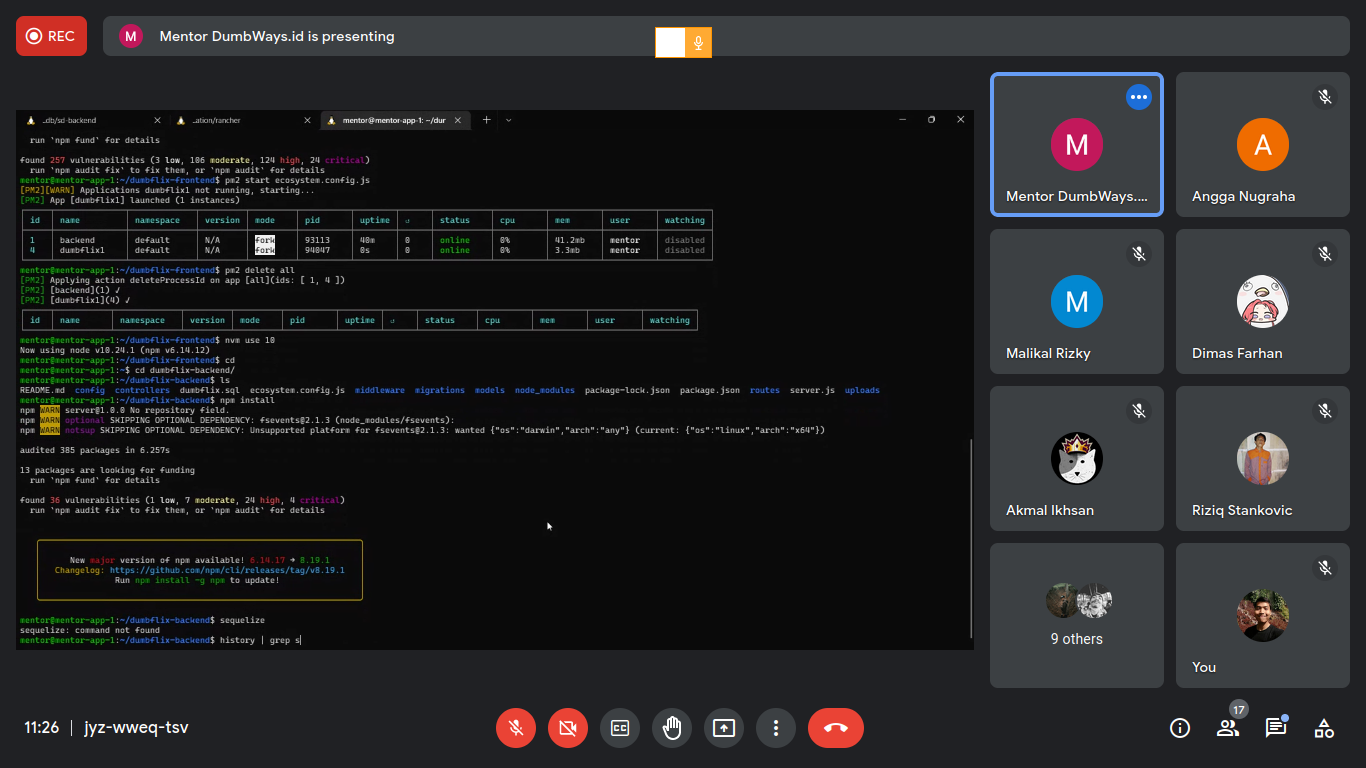 REC
M
Mentor DumbWays.id is presenting
..db/sd-backend
..ation/rancher
mentor@mentor-app-1: ~/dur
run `npm fund` for details
found 257 vulnerabilities (3 low, 106 moderate, 124 high, 24 critical)
run `npm audit fix` to fix them, or `npm audit` for details
mentor@mentor-app-1:~/dumbflix-frontend$ pm2 start ecosystem.config.js
[PM2][WARN] Applications dumbflix1 not running, starting...
[PM2] App [dumbflix1] launched (1 instances)
id name namespace version mode pid uptime ↺ status cpu mem user watching
1 backend default N/A fork 93113 40m 0 online 0% 41.2mb mentor disabled
4 dumbflix1 default N/A fork 94047 0s 0 online 0% 3.3mb mentor disabled
mentor@mentor-app-1:~/dumbflix-frontend$ pm2 delete all
[PM2] Applying action deleteProcessId on app [all](ids: [ 1, 4 ])
[PM2] [backend](1) ✓
[PM2] [dumbflix1](4) ✓
id name namespace version mode pid uptime ↺ status cpu mem user watching
mentor@mentor-app-1:~/dumbflix-frontend$ nvm use 10
Now using node v10.24.1 (npm v6.14.12)
mentor@mentor-app-1:~/dumbflix-frontend$ cd
mentor@mentor-app-1:~$ cd dumbflix-backend/
mentor@mentor-app-1:~/dumbflix-backend$ ls
README.md config controllers dumbflix.sql ecosystem.config.js middleware migrations models node_modules package-lock.json package.json routes server.js uploads
mentor@mentor-app-1:~/dumbflix-backend$ npm install
npm WARN server@1.0.0 No repository field.
npm WARN optional SKIPPING OPTIONAL DEPENDENCY: fsevents@2.1.3 (node_modules/fsevents):
npm WARN notsup SKIPPING OPTIONAL DEPENDENCY: Unsupported platform for fsevents@2.1.3: wanted {"os":"darwin","arch":"any"} (current: {"os":"linux","arch":"x64"})
audited 385 packages in 6.257s
13 packages are looking for funding
run `npm fund` for details
found 36 vulnerabilities (1 low, 7 moderate, 24 high, 4 critical)
run `npm audit fix` to fix them, or `npm audit` for details
New major version of npm available! 6.14.17 → 8.19.1
Changelog: https://github.com/npm/cli/releases/tag/v8.19.1
Run npm install -g npm to update!
mentor@mentor-app-1:~/dumbflix-backend$ sequelize
sequelize: command not found
mentor@mentor-app-1:~/dumbflix-backend$ history | grep s
M
Mentor DumbWays....
A
Angga Nugraha
M
Malikal Rizky
Dimas Farhan
Akmal Ikhsan
Riziq Stankovic
9 others
You
11:26 | jyz-wweq-tsv
17